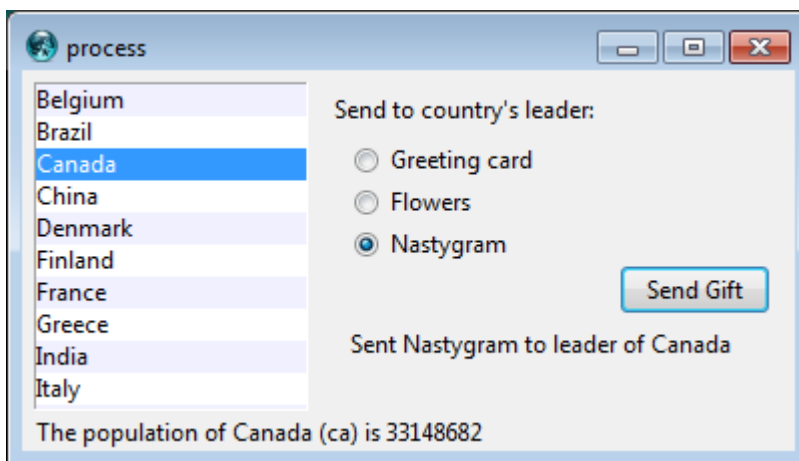 process
Belgium
Brazil
Canada
China
Denmark
Finland
France
Greece
India
Italy
Send to country's leader:
Greeting card
Flowers
Nastygram
Send Gift
Sent Nastygram to leader of Canada
The population of Canada (ca) is 33148682